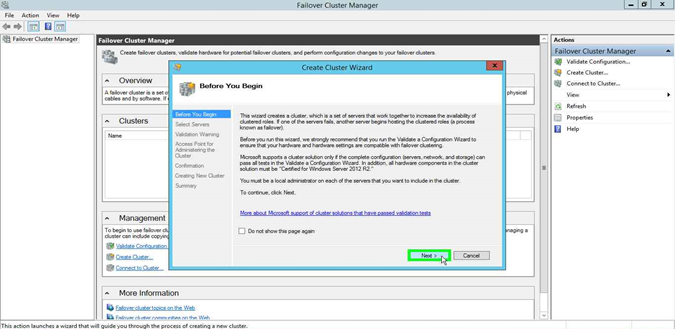 Failover Cluster Manager
File Action View Help
Failover Cluster Manager
Failover Cluster Manager
Create failover clusters, validate hardware for potential failover clusters, and perform configuration changes to your failover clusters.
Overview
A failover cluster is a set of
physical
cables and by software. If
Clusters
Name
Management
To begin to use failover cl
managing a
cluster can include copying
Validate Configuration...
Create Cluster...
Connect to Cluster...
More Information
Failover cluster topics on the Web
Failover cluster communities on the Web
Create Cluster Wizard
Before You Begin
Before You Begin
Select Servers
Validation Warning
Access Point for
Administering the
Cluster
Confirmation
Creating New Cluster
Summary
This wizard creates a cluster, which is a set of servers that work together to increase the availability of
clustered roles. If one of the servers fails, another server begins hosting the clustered roles (a process
known as failover).
Before you run this wizard, we strongly recommend that you run the Validate a Configuration Wizard to
ensure that your hardware and hardware settings are compatible with failover clustering.
Microsoft supports a cluster solution only if the complete configuration (servers, network, and storage) can
pass all tests in the Validate a Configuration Wizard. In addition, all hardware components in the cluster
solution must be "Certified for Windows Server 2012 R2."
You must be a local administrator on each of the servers that you want to include in the cluster.
To continue, click Next.
More about Microsoft support of cluster solutions that have passed validation tests
Do not show this page again
Next >
Cancel
Actions
Failover Cluster Manager
Validate Configuration...
Create Cluster...
Connect to Cluster...
View
Refresh
Properties
Help
This action launches a wizard that will guide you through the process of creating a new cluster.